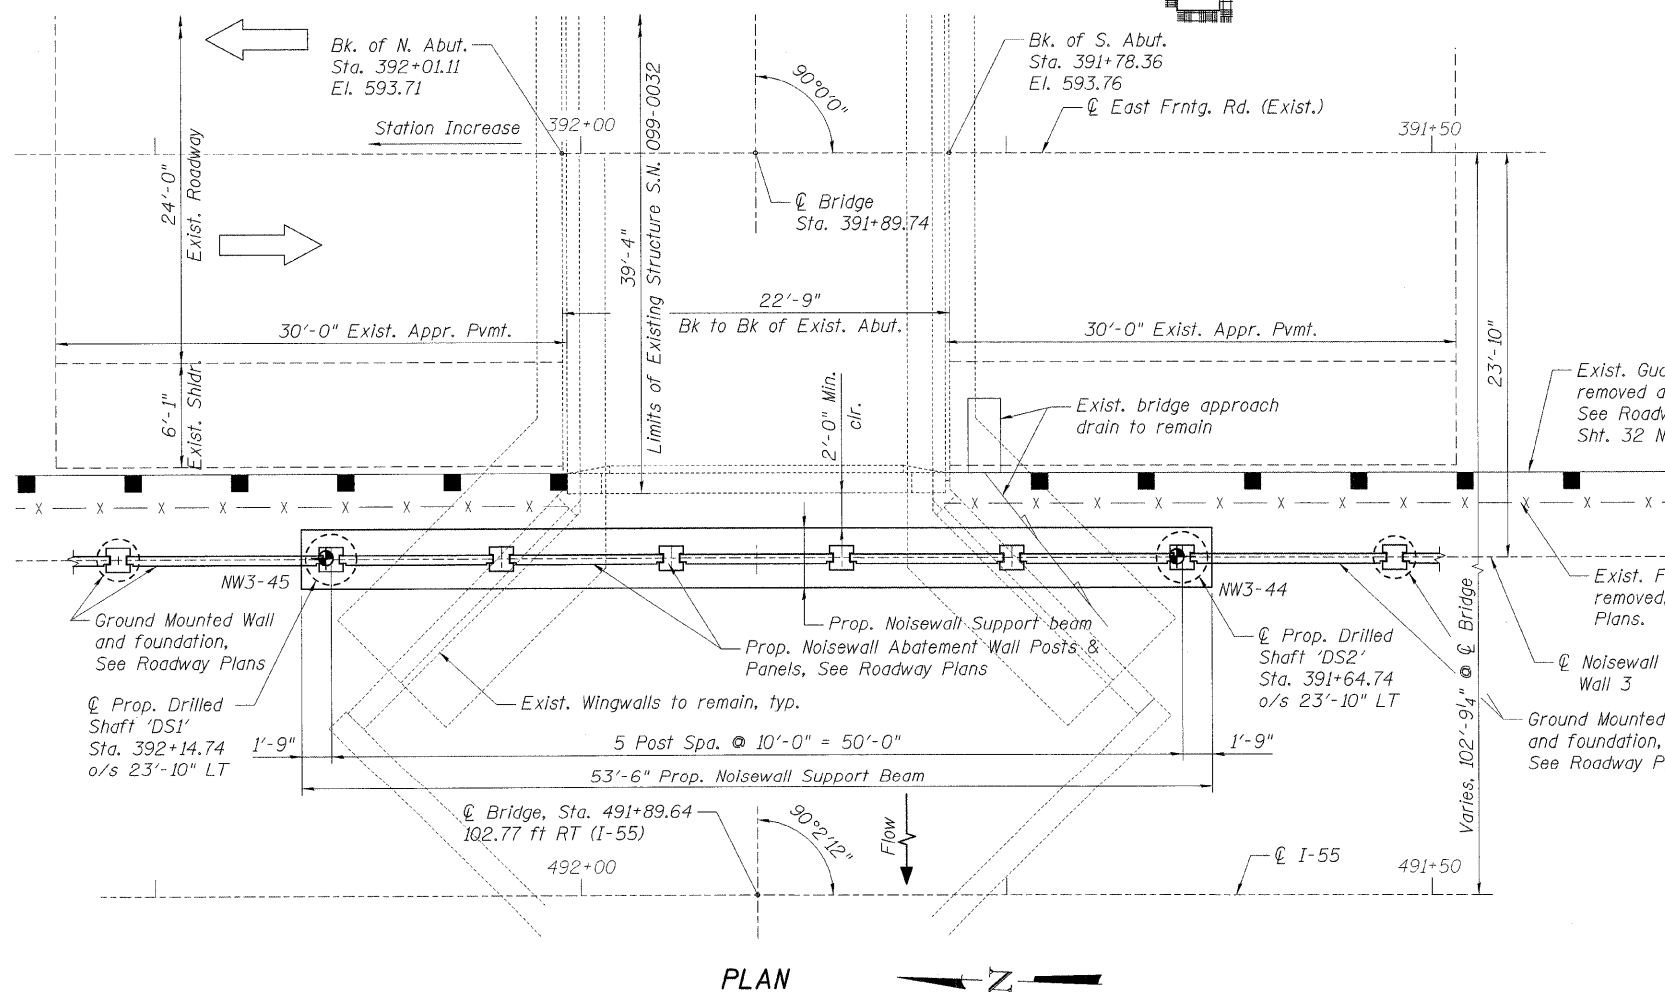 Bk. of N. Abut.
Sta. 392+01.11
El. 593.71
Bk. of S. Abut.
Sta. 391+78.36
El. 593.76
℄ East Frntg. Rd. (Exist.)
90°0'0"
Station Increase
392+00
391+50
24'-0"
Exist. Roadway
39'-4"
Limits of Existing Structure S.N. 099-0032
℄ Bridge
Sta. 391+89.74
22'-9"
Bk to Bk of Exist. Abut.
30'-0" Exist. Appr. Pvmt.
30'-0" Exist. Appr. Pvmt.
23'-10"
6'-1"
Exist. Shldr.
2'-0" Min.
clr.
Exist. bridge approach
drain to remain
removed
See
Sht. 32
X X X X X X X X X X X X X
NW3-45
NW3-44
Ground Mounted Wall
and foundation,
See Roadway Plans
Prop. Noisewall Support beam
Prop. Noisewall Abatement Wall Posts &
Panels, See Roadway Plans
Exist. Wingwalls to remain, typ.
℄ Prop. Drilled
Shaft 'DS1'
Sta. 392+14.74
o/s 23'-10" LT
℄ Prop. Drilled
Shaft 'DS2'
Sta. 391+64.74
o/s 23'-10" LT
Exist.
removed,
Plans.
℄ Noisewall
Wall 3
Ground Mounted
and foundation,
See Roadway
Varies, 102'-9¼" @ ℄ Bridge
1'-9"
5 Post Spa. @ 10'-0" = 50'-0"
1'-9"
53'-6" Prop. Noisewall Support Beam
℄ Bridge, Sta. 491+89.64
102.77 ft RT (I-55)
90°2'12"
Flow
492+00
℄ I-55
491+50
PLAN
N